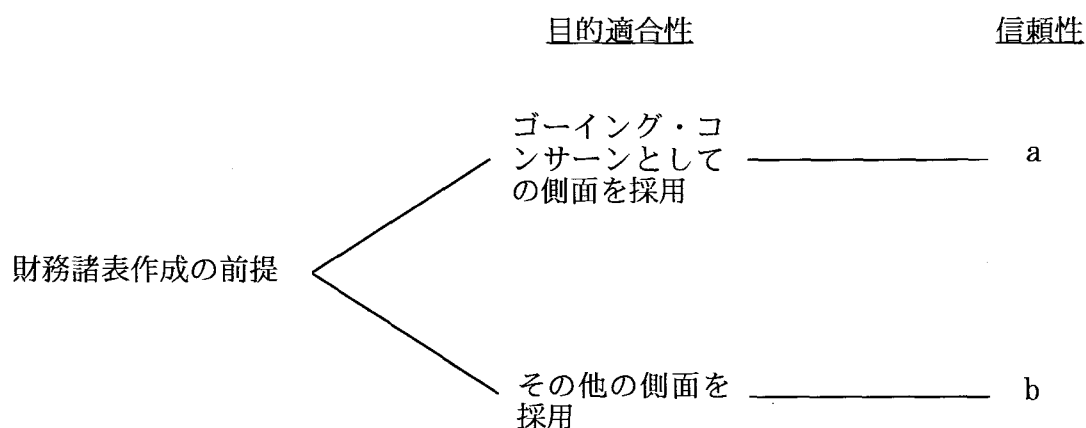 目的適合性
信頼性
ゴーイング・コ
ンサーンとして
の側面を採用
a
財務諸表作成の前提
その他の側面を
採用
b